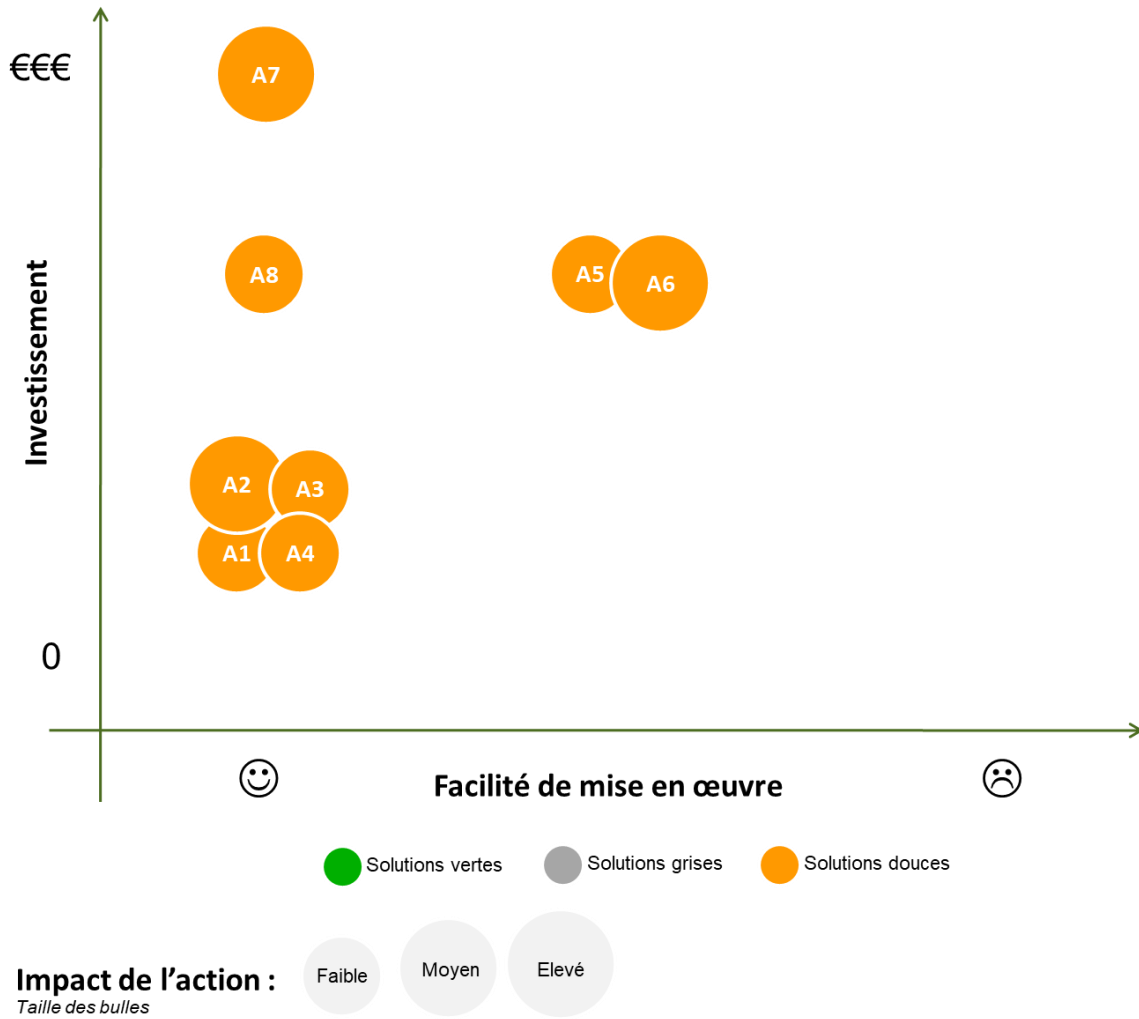 €€€
A7
A8
A5
A6
Investissement
A2
A3
A1
A4
0
Facilité de mise en œuvre
Solutions vertes
Solutions grises
Solutions douces
Impact de l’action :
Taille des bulles
Faible
Moyen
Elevé